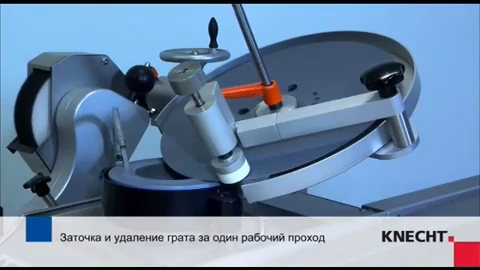 Заточка и удаление грата за один рабочий проход
KNECHT